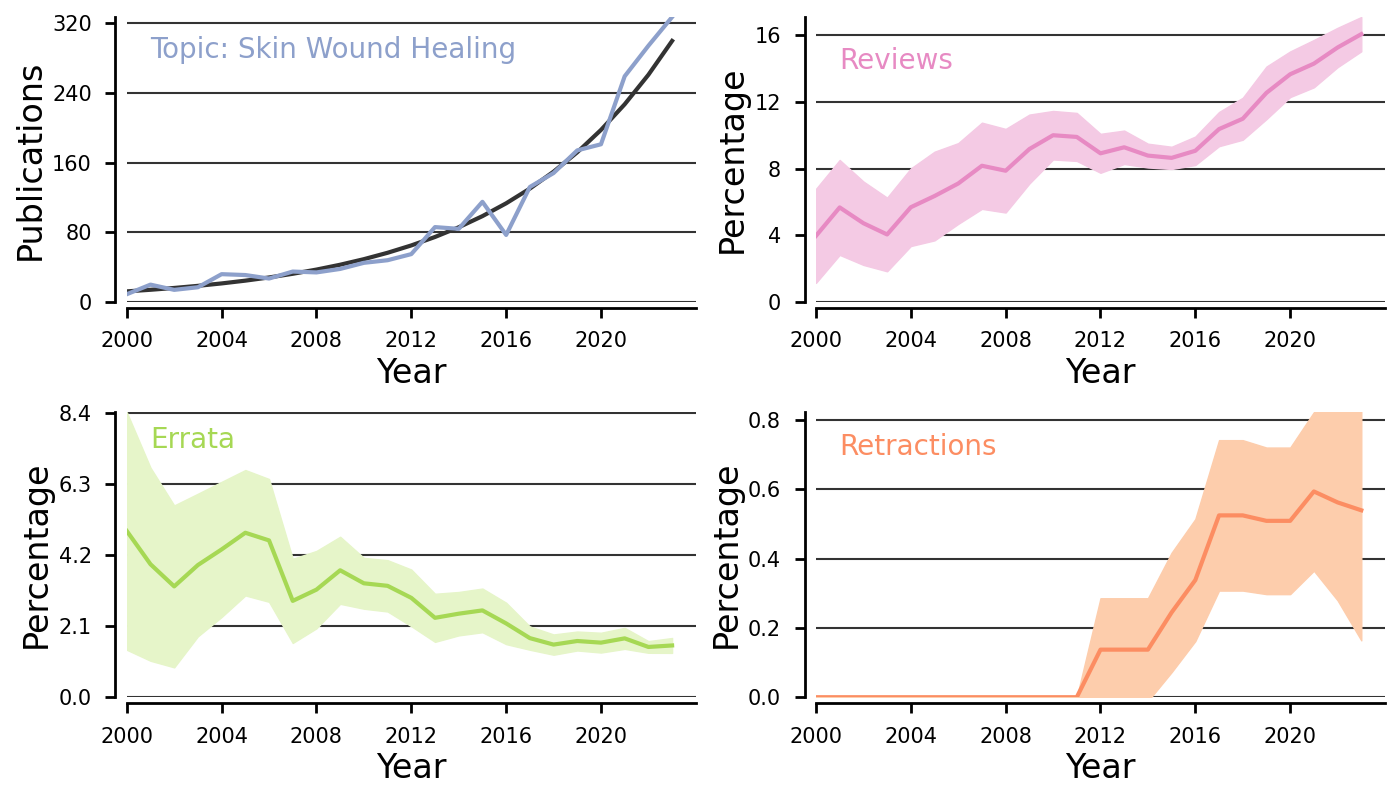 Topic: Skin Wound Healing
Publications
320
240
160
80
0
2000 2004 2008 2012 2016 2020
Year
Reviews
Percentage
16
12
8
4
0
2000 2004 2008 2012 2016 2020
Year
Errata
Percentage
8.4
6.3
4.2
2.1
0.0
2000 2004 2008 2012 2016 2020
Year
Retractions
Percentage
0.8
0.6
0.4
0.2
0.0
2000 2004 2008 2012 2016 2020
Year